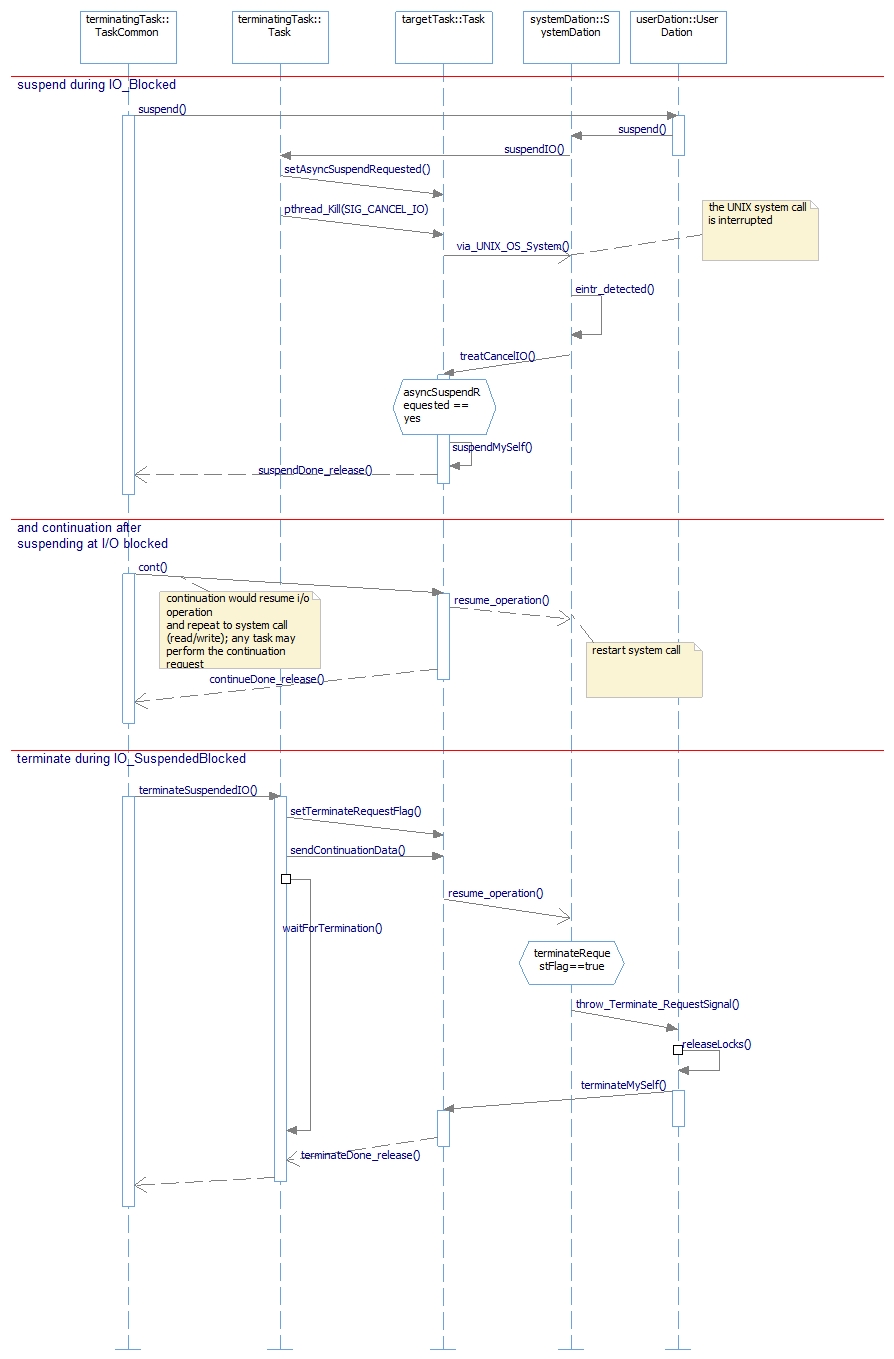 terminatingTask::
TaskCommon
terminatingTask::
Task
targetTask::Task
systemDation::S
ystemDation
userDation::User
Dation
suspend during IO_Blocked
suspend()
suspend()
suspendIO()
setAsyncSuspendRequested()
pthread_Kill(SIG_CANCEL_IO)
the UNIX system call
is interrupted
via_UNIX_OS_System()
eintr_detected()
treatCancelIO()
asyncSuspendR
equested ==
yes
suspendMySelf()
suspendDone_release()
and continuation after
suspending at I/O blocked
cont()
continuation would resume i/o
operation
and repeat to system call
(read/write); any task may
perform the continuation
request
resume_operation()
restart system call
continueDone_release()
terminate during IO_SuspendedBlocked
terminateSuspendedIO()
setTerminateRequestFlag()
sendContinuationData()
resume_operation()
waitForTermination()
terminateReque
stFlag==true
throw_Terminate_RequestSignal()
releaseLocks()
terminateMySelf()
terminateDone_release()